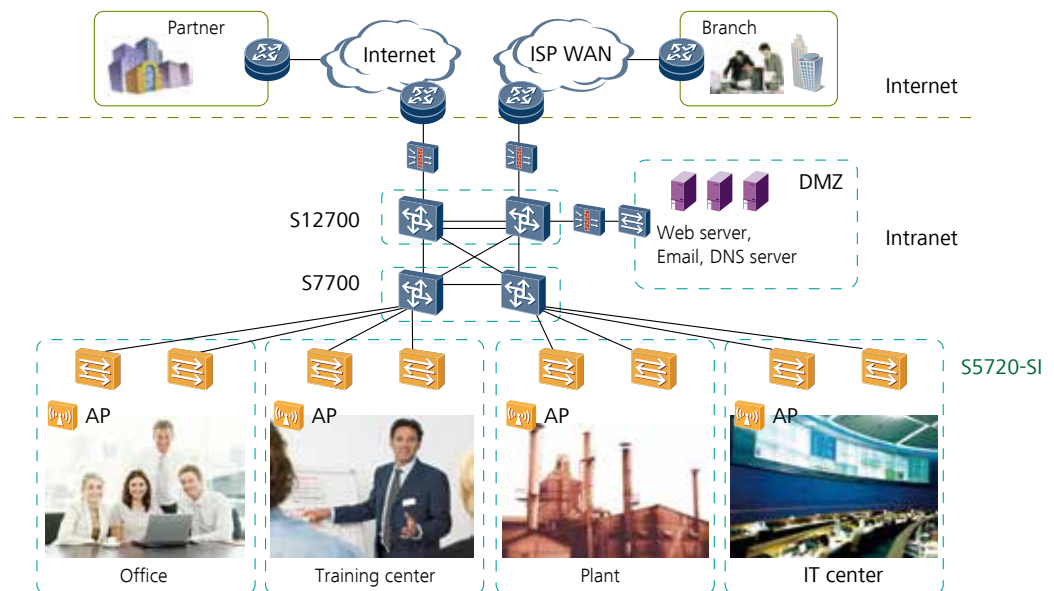 Partner
Internet
ISP WAN
Branch
Internet
DMZ
S12700
Web server,
Email, DNS server
Intranet
S7700
S5720-SI
AP
AP
AP
AP
Office
Training center
Plant
IT center